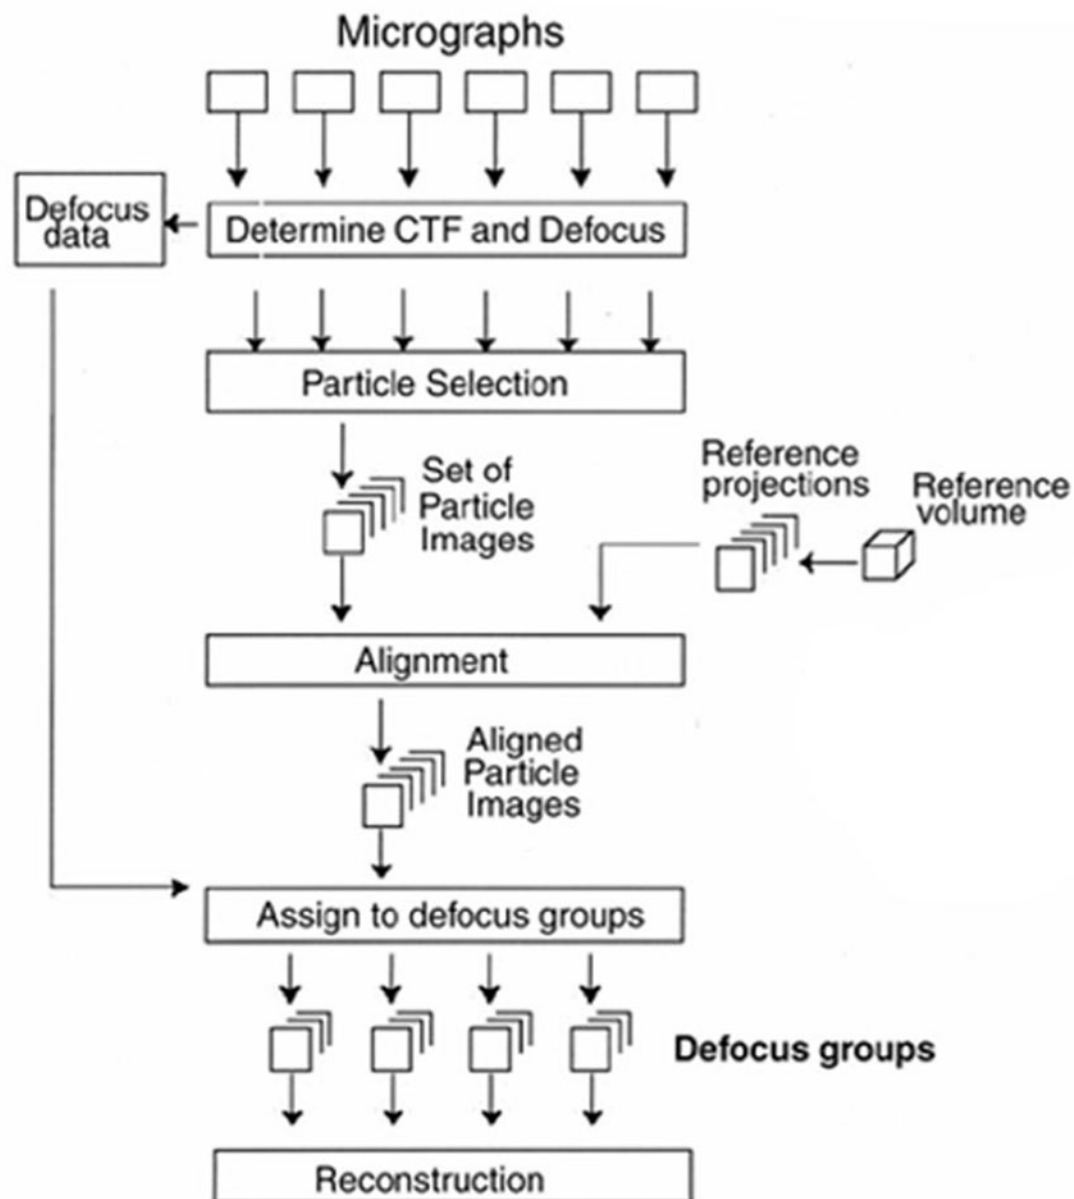 Micrographs
Defocus
data
Determine CTF and Defocus
Particle Selection
Set of
Particle
Images
Reference
projections
Reference
volume
Alignment
Aligned
Particle
Images
Assign to defocus groups
Defocus groups
Reconstruction